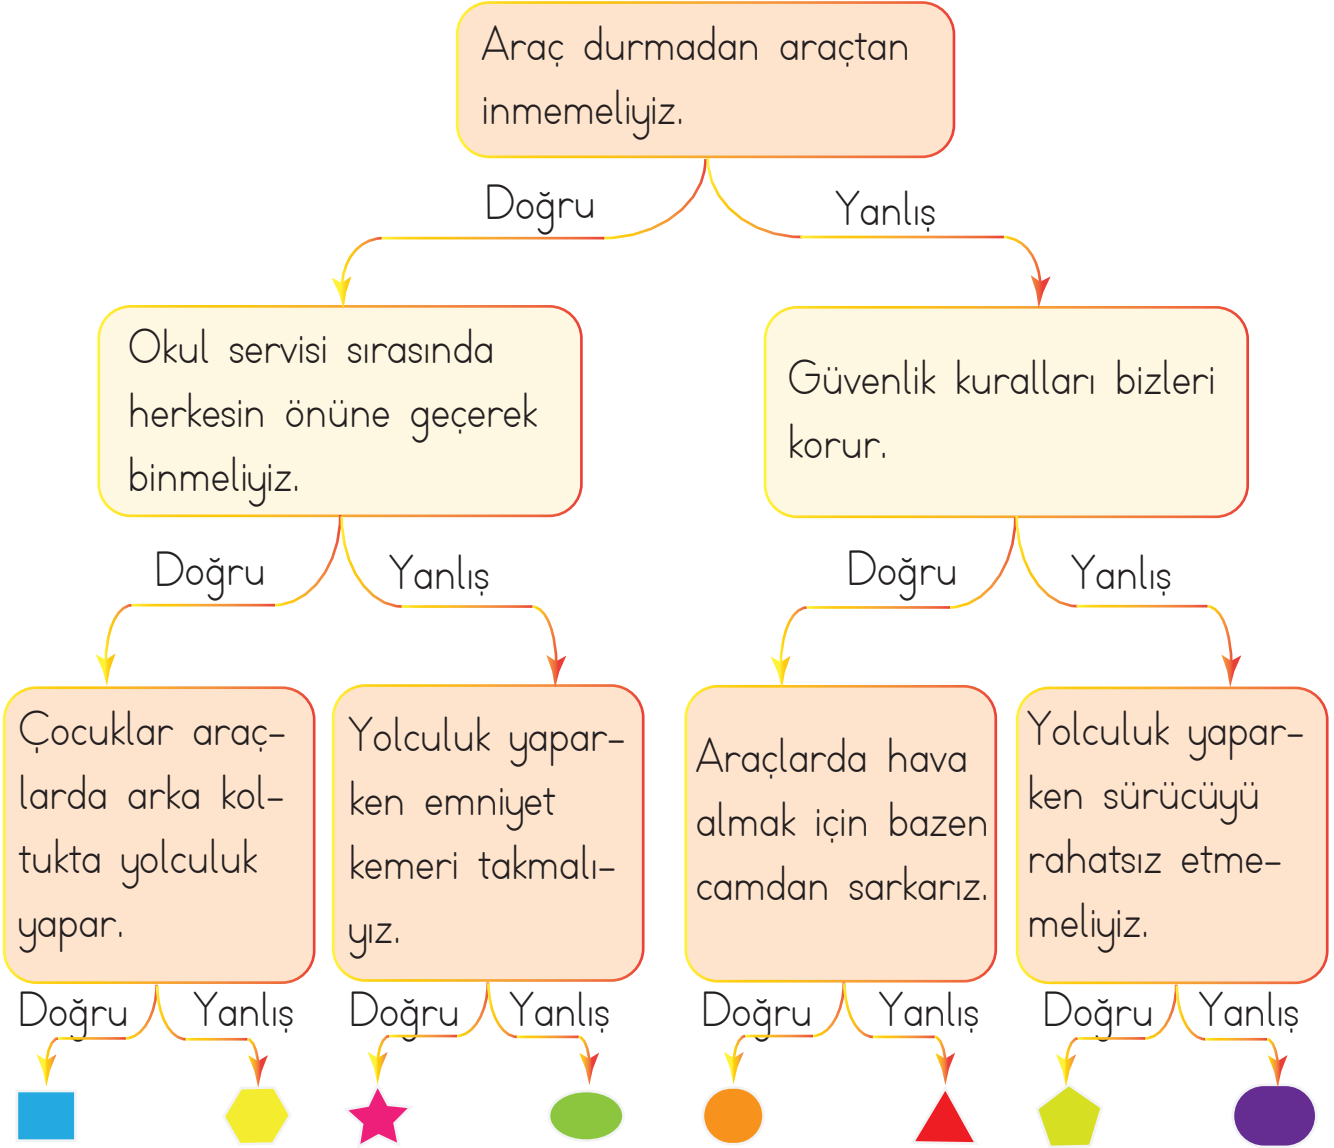 Araç durmadan araçtan
inmemeliyiz.
Doğru
Yanlış
Okul servisi sırasında
herkesin önüne geçerek
binmeliyiz.
Güvenlik kuralları bizleri
korur.
Doğru
Yanlış
Doğru
Yanlış
Çocuklar araç-
larda arka kol-
tukta yolculuk
yapar.
Yolculuk yapar-
ken emniyet
kemeri takmalı-
yız.
Araçlarda hava
almak için bazen
camdan sarkarız.
Yolculuk yapar-
ken sürücüyü
rahatsız etme-
meliyiz.
Doğru
Yanlış
Doğru
Yanlış
Doğru
Yanlış
Doğru
Yanlış